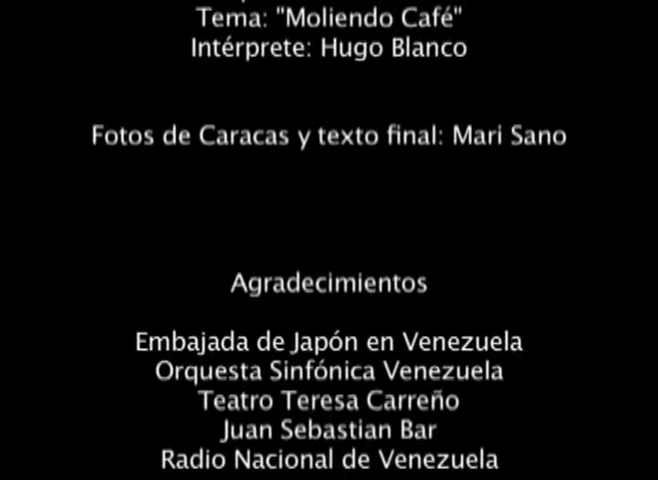 Tema: "Moliendo Café"
Intérprete: Hugo Blanco
Fotos de Caracas y texto final: Mari Sano
Agradecimientos
Embajada de Japón en Venezuela
Orquesta Sinfónica Venezuela
Teatro Teresa Carreño
Juan Sebastian Bar
Radio Nacional de Venezuela